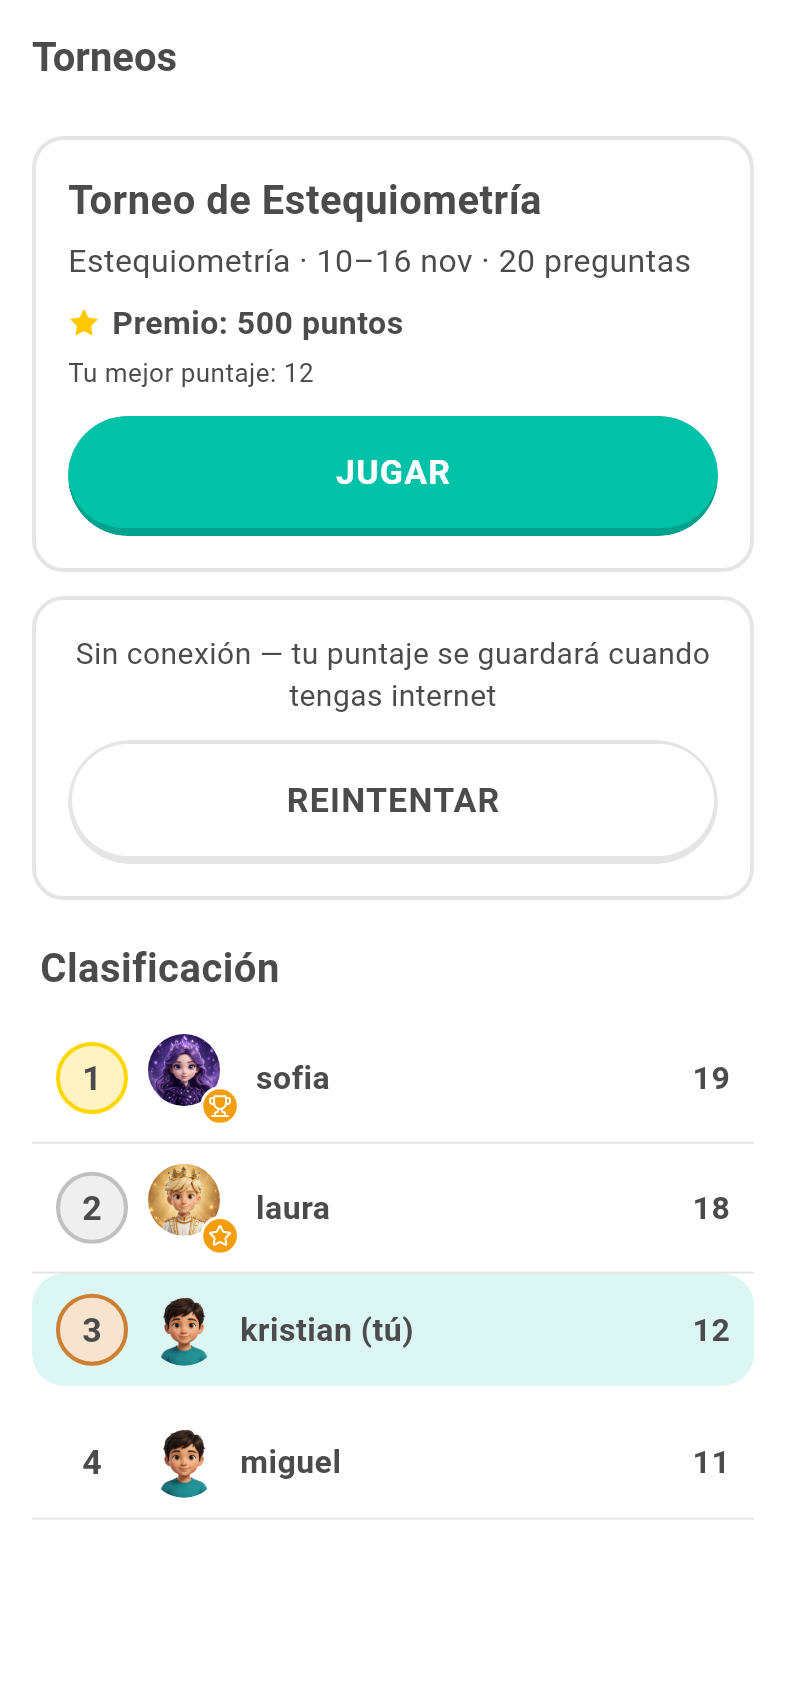 Torneos
Torneo de Estequiometría
Estequiometría · 10–16 nov · 20 preguntas
Premio: 500 puntos
Tu mejor puntaje: 12
JUGAR
Sin conexión — tu puntaje se guardará cuando
tengas internet
REINTENTAR
Clasificación
1 sofia 19
2 laura 18
3 kristian (tú) 12
4 miguel 11